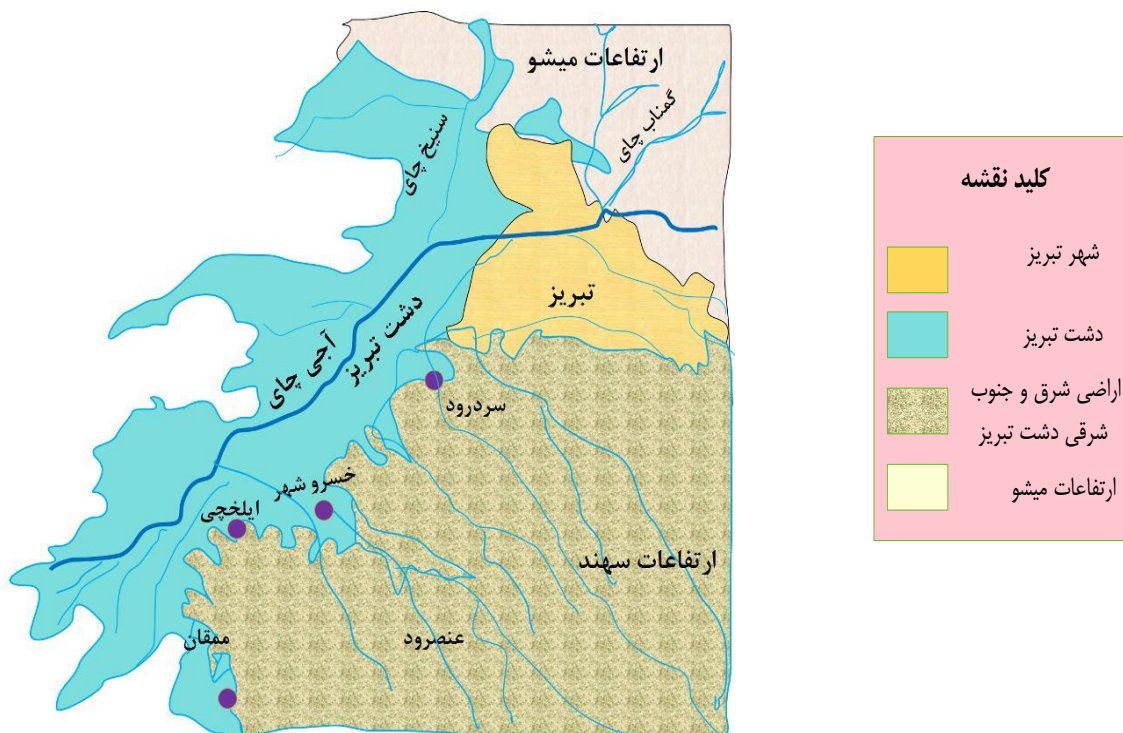 ارتفاعات میشو
گمناب چای
سنیخ چای
تبریز
دشت تبریز
آجی چای
سردرود
خسرو شهر
ایلخچی
ارتفاعات سهند
عنصرود
ممقان
کلید نقشه
شهر تبریز
دشت تبریز
اراضی شرق و جنوب
شرقی دشت تبریز
ارتفاعات میشو